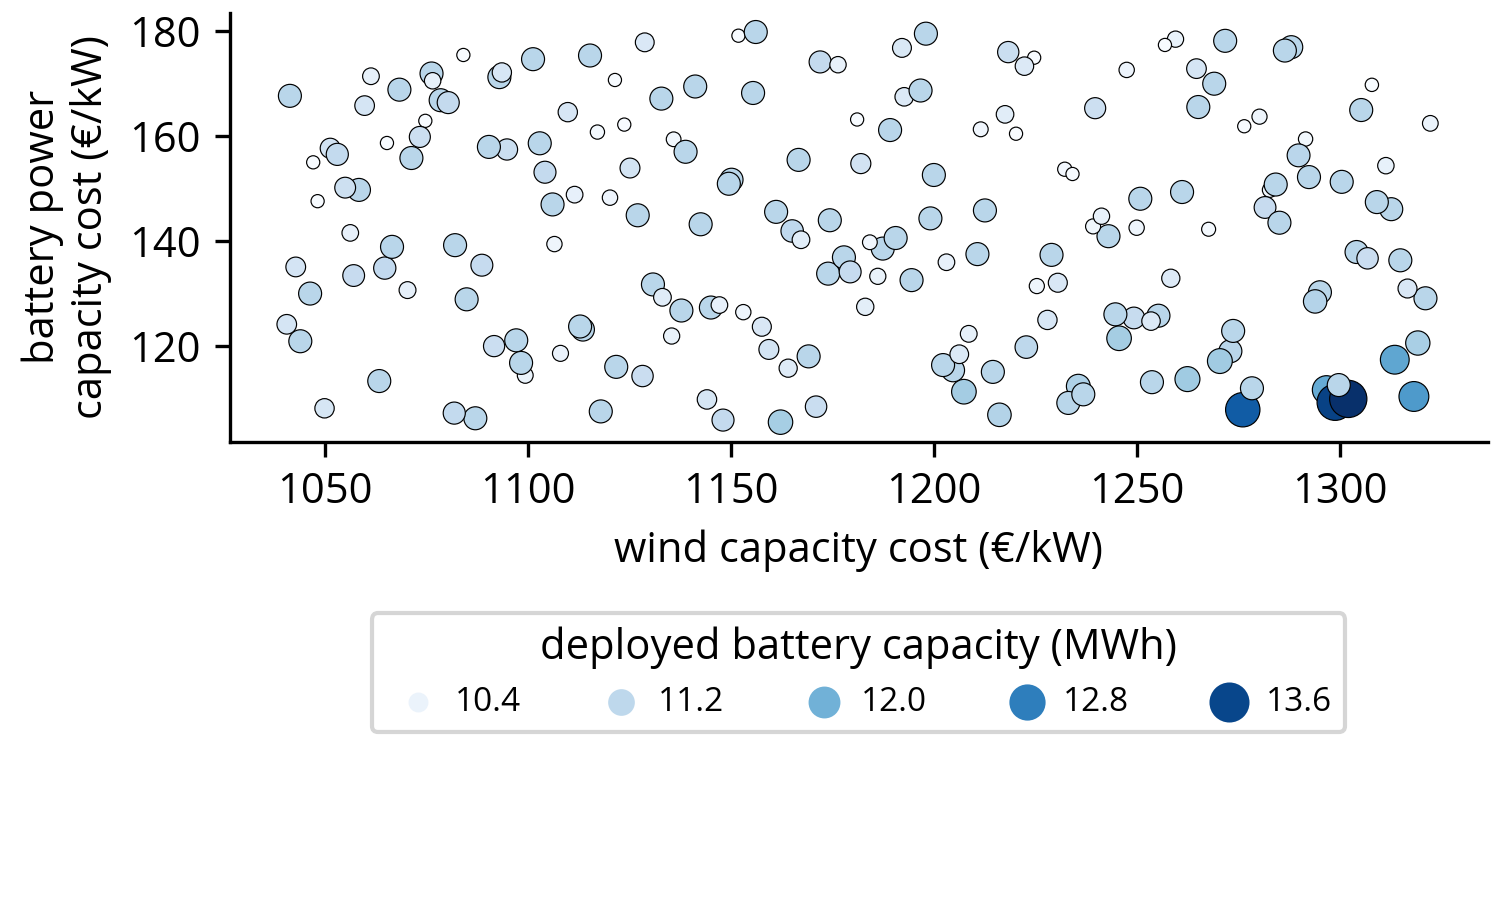 battery power
capacity cost (€/kW)
180
160
140
120
1050 1100 1150 1200 1250 1300
wind capacity cost (€/kW)
deployed battery capacity (MWh)
10.4 11.2 12.0 12.8 13.6